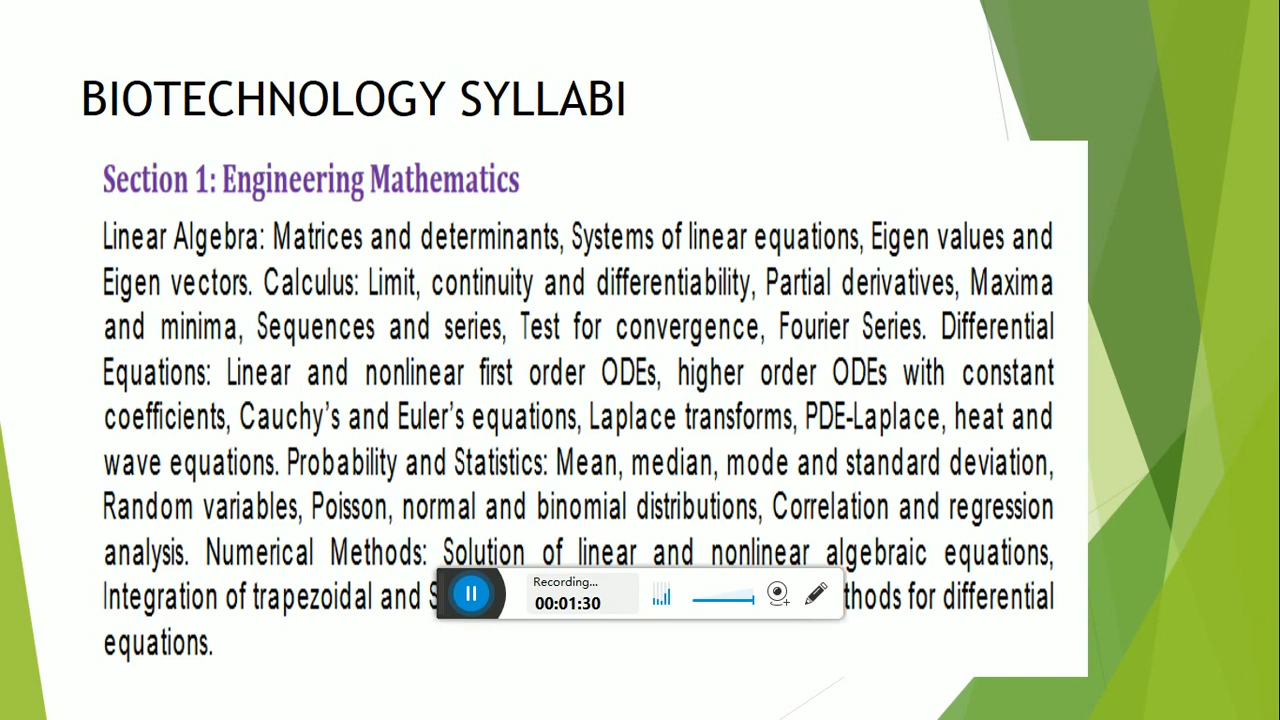 BIOTECHNOLOGY SYLLABI
Section 1: Engineering Mathematics
Linear Algebra: Matrices and determinants, Systems of linear equations, Eigen values and
Eigen vectors. Calculus: Limit, continuity and differentiability, Partial derivatives, Maxima
and minima, Sequences and series, Test for convergence, Fourier Series. Differential
Equations: Linear and nonlinear first order ODEs, higher order ODEs with constant
coefficients, Cauchy’s and Euler’s equations, Laplace transforms, PDE-Laplace, heat and
wave equations. Probability and Statistics: Mean, median, mode and standard deviation,
Random variables, Poisson, normal and binomial distributions, Correlation and regression
analysis. Numerical Methods: Solution of linear and nonlinear algebraic equations,
Integration of trapezoidal and for differential
equations.
Recording...
00:01:30